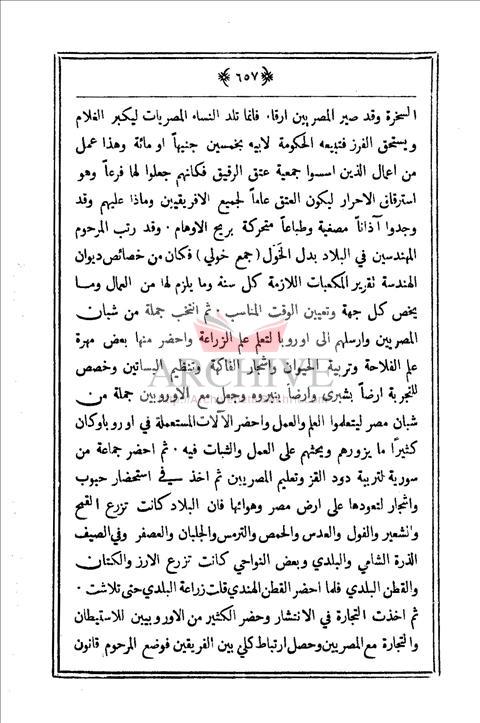 ﴿٦٥٧﴾
السخرة وقد صير المصريين ارقاء فانما تلد النساء المصريات ليكبر الغلام
ويستحق الفرز فتبيعه الحكومة لابيه بخمسين جنيهاً او مائة وهذا عمل
من اعمال الذين اسسوا جمعية عتق الرقيق فكانهم جعلوا لها فرعاً وهو
استرقاق الاحرار ليكون العتق عاماً لجميع الافريقيين وماذا عليهم وقد
وجدوا آذاناً مصغية وطباعاً متحركة بريح الاوهام ٠ وقد رتب المرحوم
المهندسين في البلاد بدل الخَوَل ( جمع خولي ) فكان من خصائص ديوان
الهندسة تقرير المكعبات اللازمة كل سنة وما يلزم لها من العمال وما
يخص كل جهة وتعيين الوقت المناسب ٠ ثم انتخب جملة من شبان
المصريين وارسلهم الى اوروبا لتعلم علم الزراعة واحضر منها بعض مهرة
علم الفلاحة وتربية الحيوان واشجار الفاكهة وتنظيم البساتين وخصص
ARCHIVE
للتجربة ارضاً بشبرى وارضاً بنبروه وجعل مع الاوروبيين جملة من
شبان مصر ليتعلموا العلم والعمل واحضر الآلات المستعملة في اوروبا وكان
كثيرًا ما يزورهم ويحثهم على العمل والثبات فيه ٠ ثم احضر جماعة من
سورية لتربية دود القز وتعليم المصريين ثم اخذ في استحضار حبوب
واشجار لتعودها على ارض مصر وهوائها فان البلاد كانت تزرع القمح
والشعير والفول والعدس والحمص والترمس والجلبان والعصفر وفي الصيف
الذرة الشامي والبلدي وبعض النواحي كانت تزرع الارز والكتان
والقطن البلدي فلما احضر القطن الهندي قلت زراعة البلدي حتى تلاشت ٠
ثم اخذت التجارة في الانتشار وحضر الكثير من الاوروبيين للاستيطان
والتجارة مع المصريين وحصل ارتباط كلي بين الفريقين فوضع المرحوم قانون